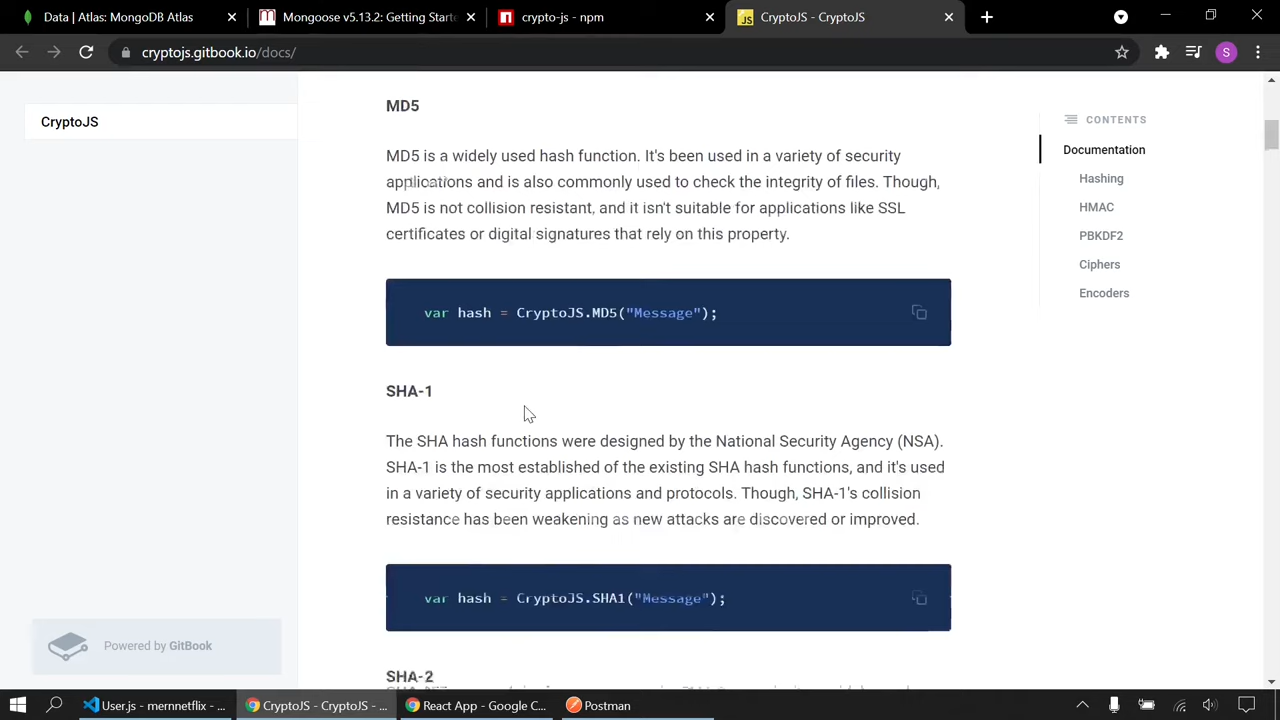 Data | Atlas: MongoDB Atlas
Mongoose v5.13.2: Getting Starte
crypto-js - npm
CryptoJS - CryptoJS
cryptojs.gitbook.io/docs/
S
CryptoJS
MD5
MD5 is a widely used hash function. It's been used in a variety of security
applications and is also commonly used to check the integrity of files. Though,
MD5 is not collision resistant, and it isn't suitable for applications like SSL
certificates or digital signatures that rely on this property.
var hash = CryptoJS.MD5("Message");
SHA-1
The SHA hash functions were designed by the National Security Agency (NSA).
SHA-1 is the most established of the existing SHA hash functions, and it's used
in a variety of security applications and protocols. Though, SHA-1's collision
resistance has been weakening as new attacks are discovered or improved.
var hash = CryptoJS.SHA1("Message");
SHA-2
CONTENTS
Documentation
Hashing
HMAC
PBKDF2
Ciphers
Encoders
Powered by GitBook
User.js - mernnetflix - ...
CryptoJS - CryptoJS - ...
React App - Google C...
Postman